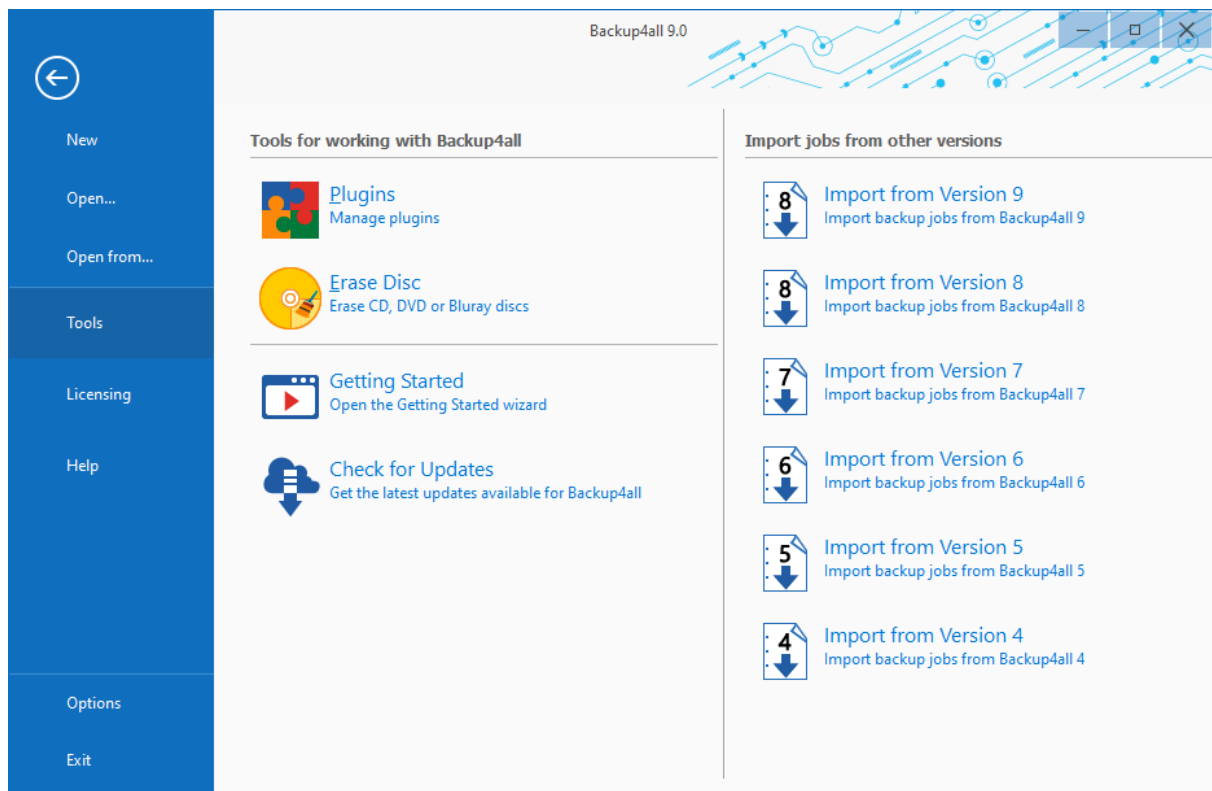 Backup4all 9.0
New
Open...
Open from...
Tools
Licensing
Help
Options
Exit
Tools for working with Backup4all
Plugins
Manage plugins
Erase Disc
Erase CD, DVD or Bluray discs
Getting Started
Open the Getting Started wizard
Check for Updates
Get the latest updates available for Backup4all
Import jobs from other versions
8
Import from Version 9
Import backup jobs from Backup4all 9
8
Import from Version 8
Import backup jobs from Backup4all 8
7
Import from Version 7
Import backup jobs from Backup4all 7
6
Import from Version 6
Import backup jobs from Backup4all 6
5
Import from Version 5
Import backup jobs from Backup4all 5
4
Import from Version 4
Import backup jobs from Backup4all 4